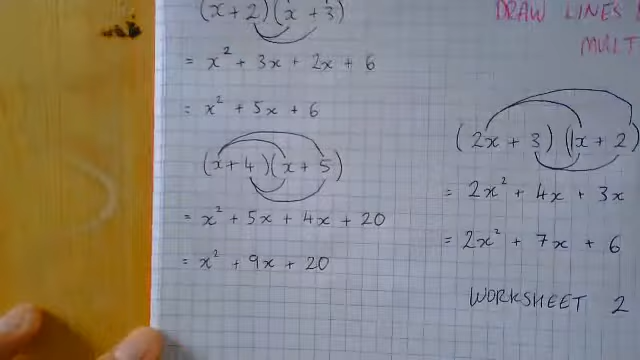 (x + 2)(x + 3)
= x² + 3x + 2x + 6
= x² + 5x + 6
(x + 4)(x + 5)
= x² + 5x + 4x + 20
= x² + 9x + 20
DRAW LINES
MULT
(2x + 3)(x + 2)
= 2x² + 4x + 3x
= 2x² + 7x + 6
WORKSHEET 2